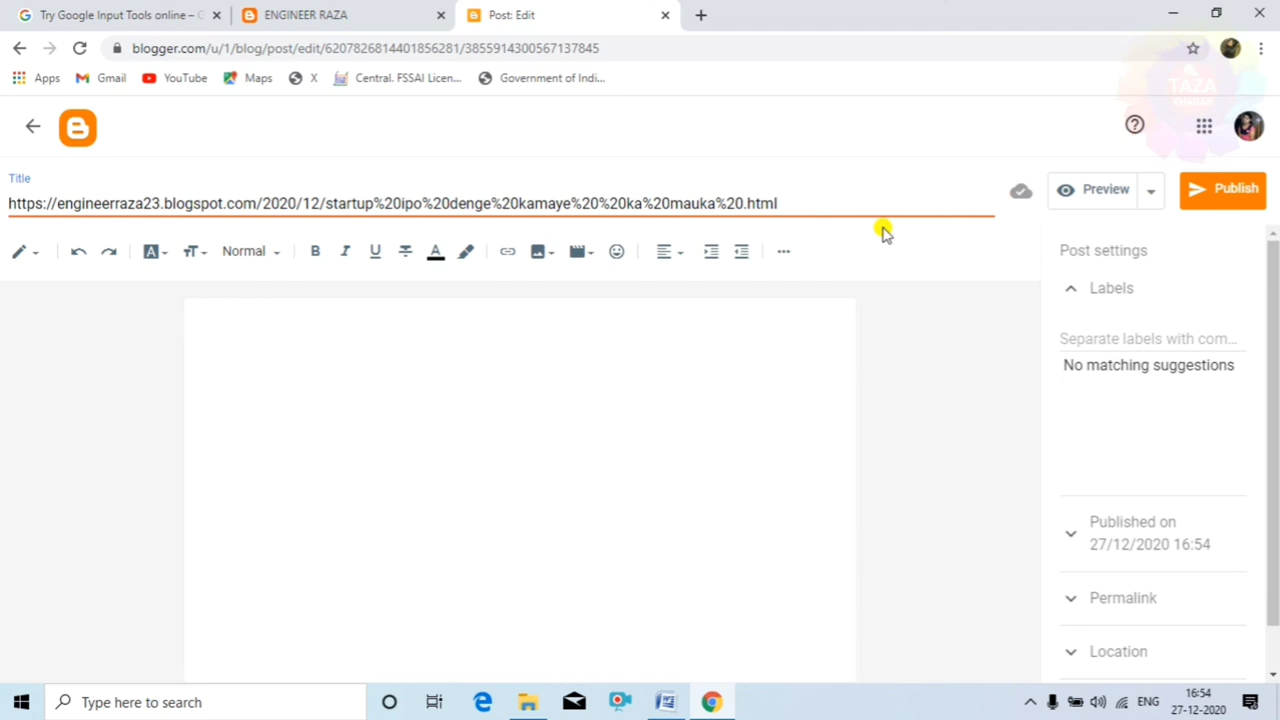 Try Google Input Tools online – G
ENGINEER RAZA
Post: Edit
blogger.com/u/1/blog/post/edit/6207826814401856281/3855914300567137845
Apps
Gmail
YouTube
Maps
X
Central. FSSAI Licen...
Government of Indi...
TAZA
KHABAR
Title
https://engineerraza23.blogspot.com/2020/12/startup%20ipo%20denge%20kamaye%20%20ka%20mauka%20.html
Preview
Publish
Normal
Post settings
Labels
Separate labels with com...
No matching suggestions
Published on
27/12/2020 16:54
Permalink
Location
Type here to search
ENG
16:54
27-12-2020